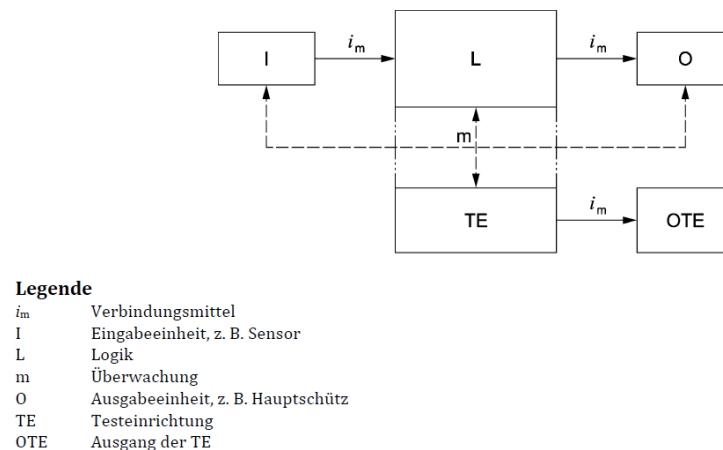 I
i_m
L
i_m
O
m
TE
i_m
OTE
Legende
i_m Verbindungsmittel
I Eingabeeinheit, z. B. Sensor
L Logik
m Überwachung
O Ausgabeeinheit, z. B. Hauptschütz
TE Testeinrichtung
OTE Ausgang der TE